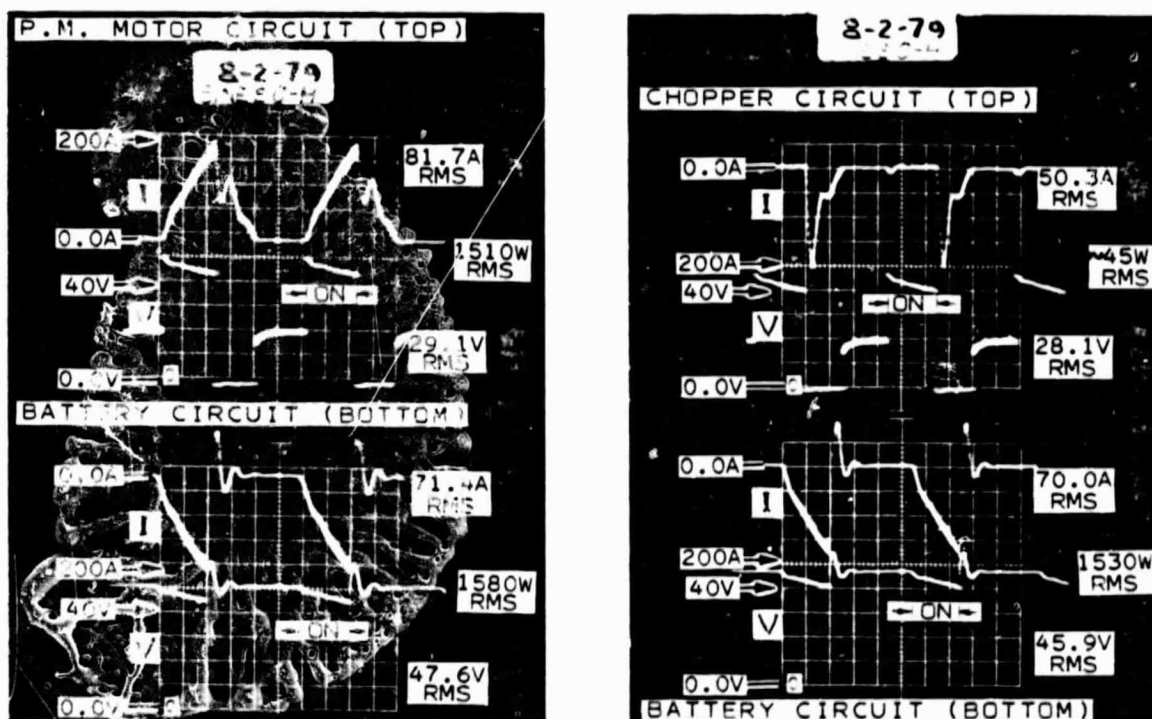 P.M. MOTOR CIRCUIT (TOP)
8-2-79
200A
81.7A
RMS
I
0.0A
1510W
RMS
40V
ON
V
29.1V
RMS
0.0V
BATTERY CIRCUIT (BOTTOM)
0.0A
71.4A
RMS
I
200A
1580W
RMS
40V
ON
V
47.6V
RMS
0.0V
8-2-79
CHOPPER CIRCUIT (TOP)
0.0A
50.3A
RMS
I
200A
~45W
RMS
40V
ON
V
28.1V
RMS
0.0V
0.0A
70.0A
RMS
I
200A
1530W
RMS
40V
ON
V
45.9V
RMS
0.0V
BATTERY CIRCUIT (BOTTOM)